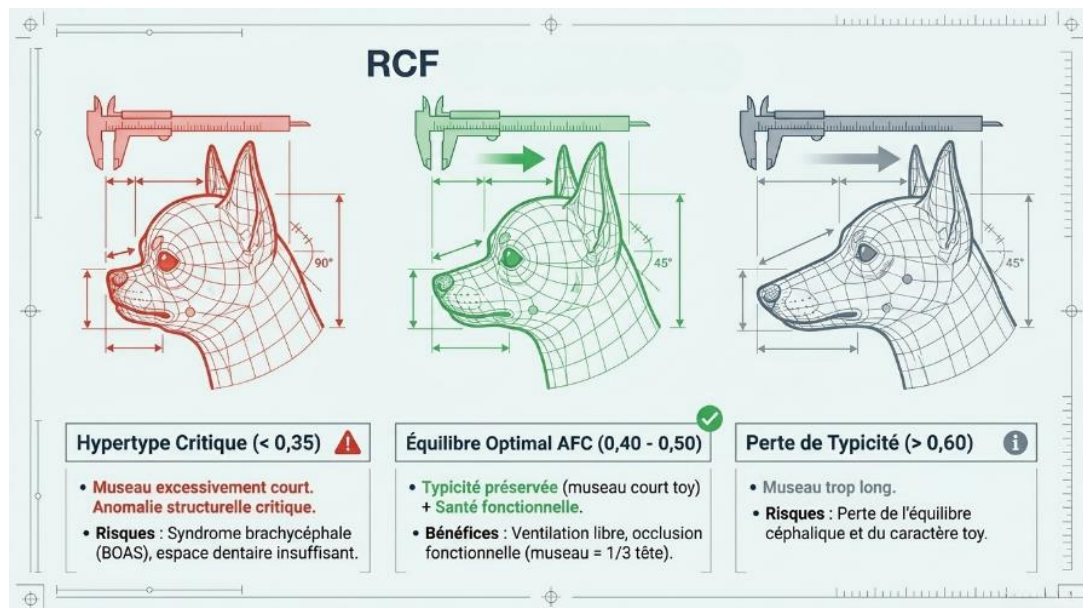 RCF
90°
45°
45°
Hypertype Critique (< 0,35)
• Museau excessivement court.
Anomalie structurelle critique.
• Risques : Syndrome brachycéphale
(BOAS), espace dentaire insuffisant.
Équilibre Optimal AFC (0,40 - 0,50)
• Typicité préservée (museau court toy)
+ Santé fonctionnelle.
• Bénéfices : Ventilation libre, occlusion
fonctionnelle (museau = 1/3 tête).
Perte de Typicité (> 0,60)
• Museau trop long.
• Risques : Perte de l'équilibre
céphalique et du caractère toy.